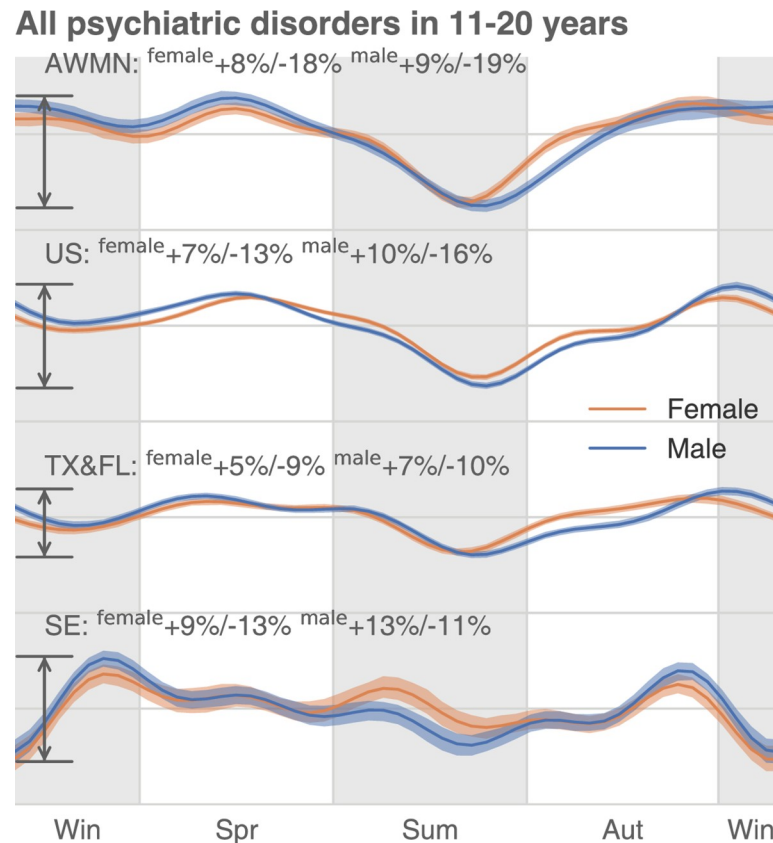 All psychiatric disorders in 11-20 years
AWMN: female+8%/-18% male+9%/-19%
US: female+7%/-13% male+10%/-16%
Female
Male
TX&FL: female+5%/-9% male+7%/-10%
SE: female+9%/-13% male+13%/-11%
Win Spr Sum Aut Win